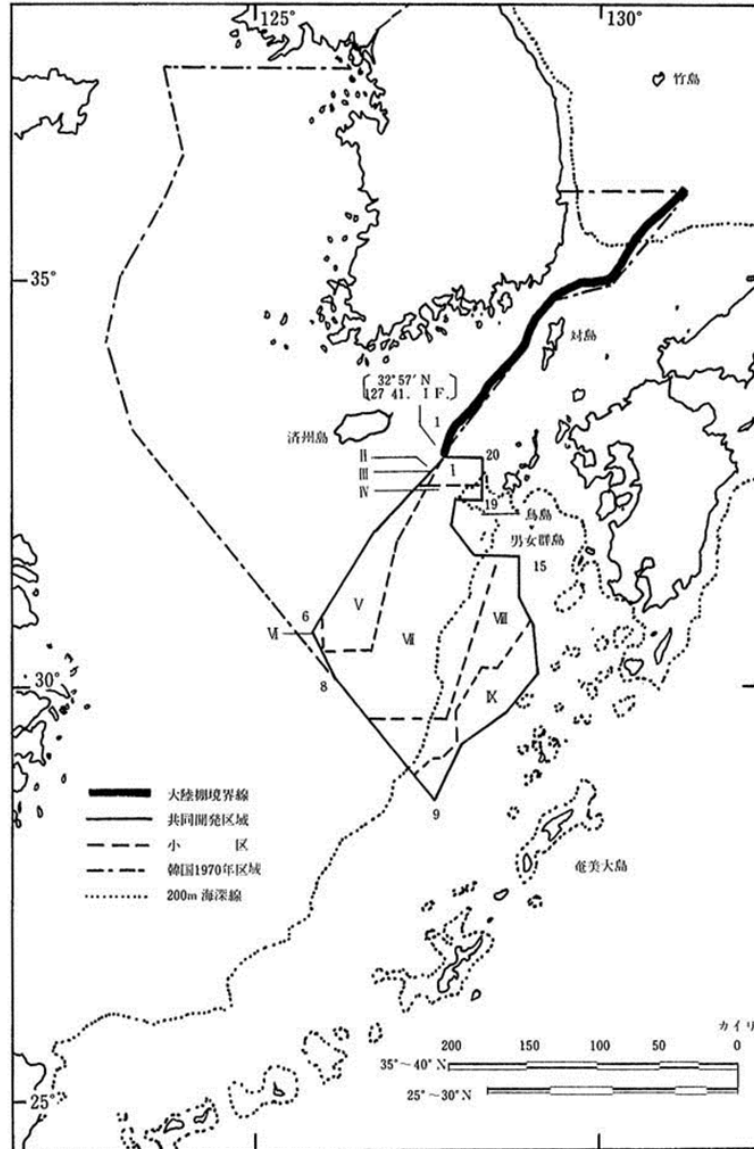 125°
130°
竹島
35°
対島
32°57′N
127 41. 1 F.
1
済州島
II
20
III
1
IV
19
鳥島
男女群島
15
6
V
VIII
VI
VII
30°
8
IX
9
大陸棚境界線
共同開発区域
小 区
韓国1970年区域
200m 海深線
奄美大島
カイリ
200 150 100 50 0
35°~40°N
25°~30°N
25°